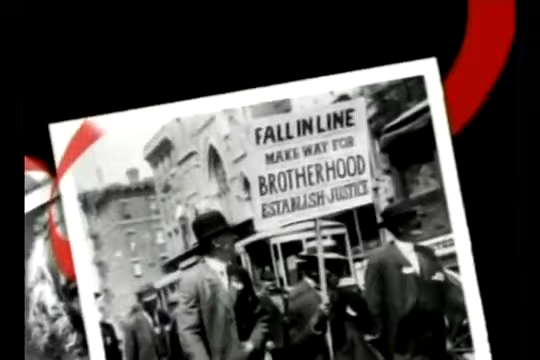 FALL IN LINE
MAKE WAY FOR
BROTHERHOOD
ESTABLISH-JUSTICE